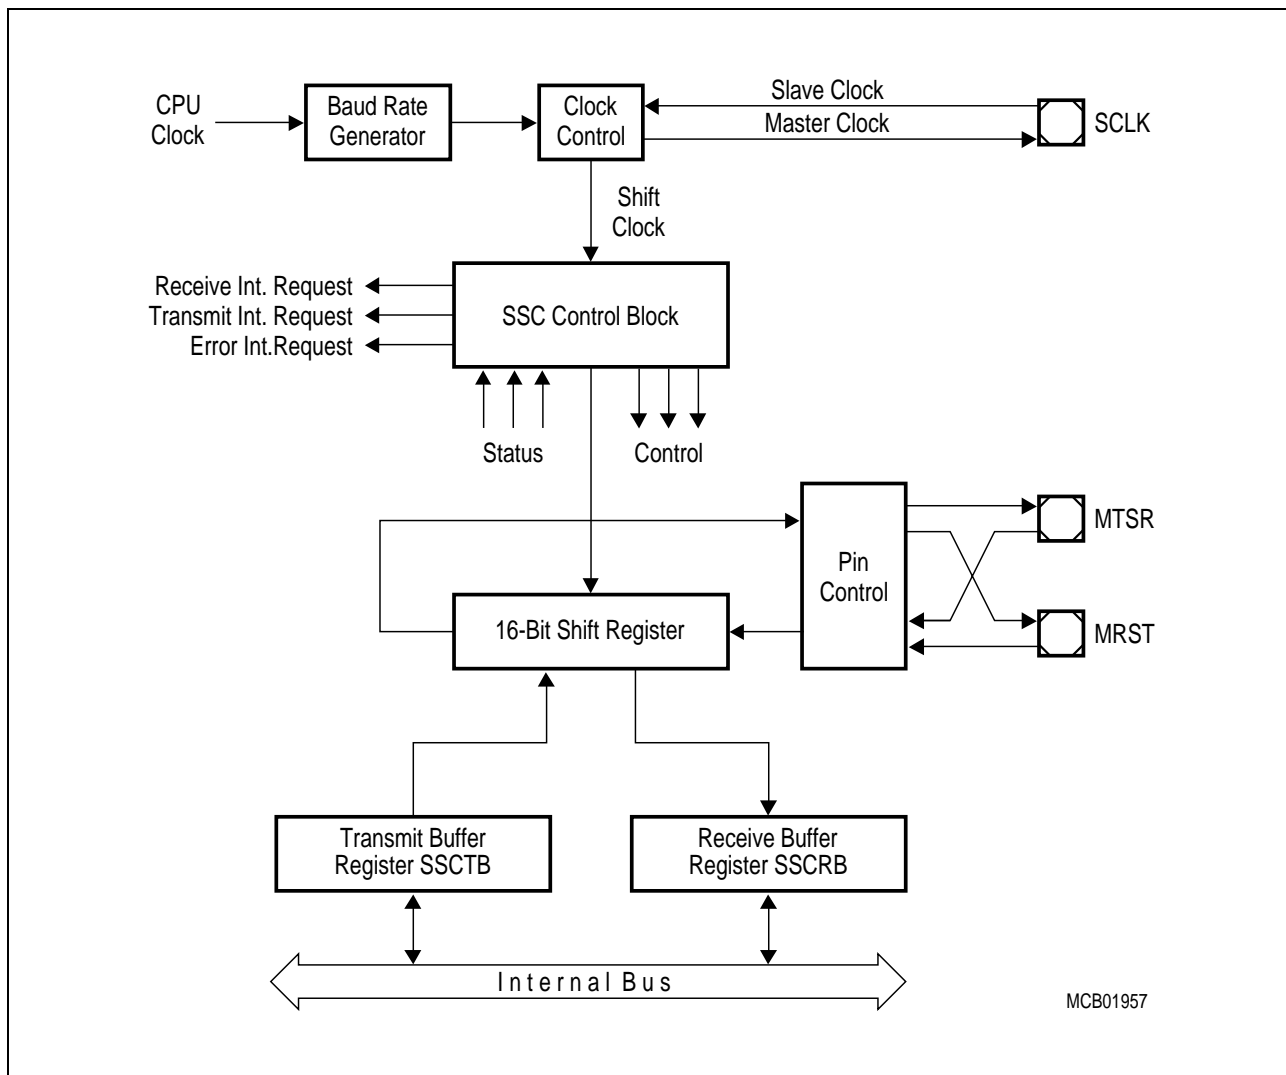 CPU
Clock
Baud Rate
Generator
Clock
Control
Slave Clock
Master Clock
SCLK
Shift
Clock
Receive Int. Request
Transmit Int. Request
Error Int.Request
SSC Control Block
Status
Control
Pin
Control
MTSR
MRST
16-Bit Shift Register
Transmit Buffer
Register SSCTB
Receive Buffer
Register SSCRB
Internal Bus
MCB01957